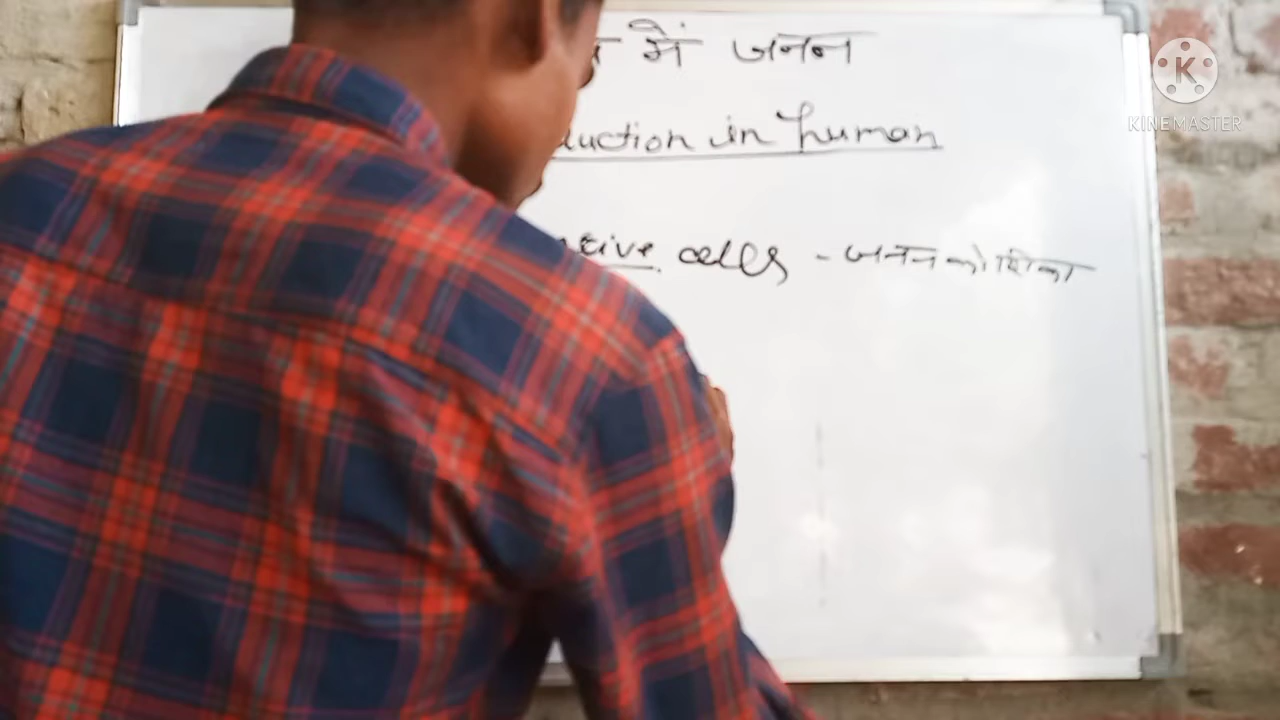 में जनन
duction in human
tive cells - जनन कोशिका
KINEMASTER